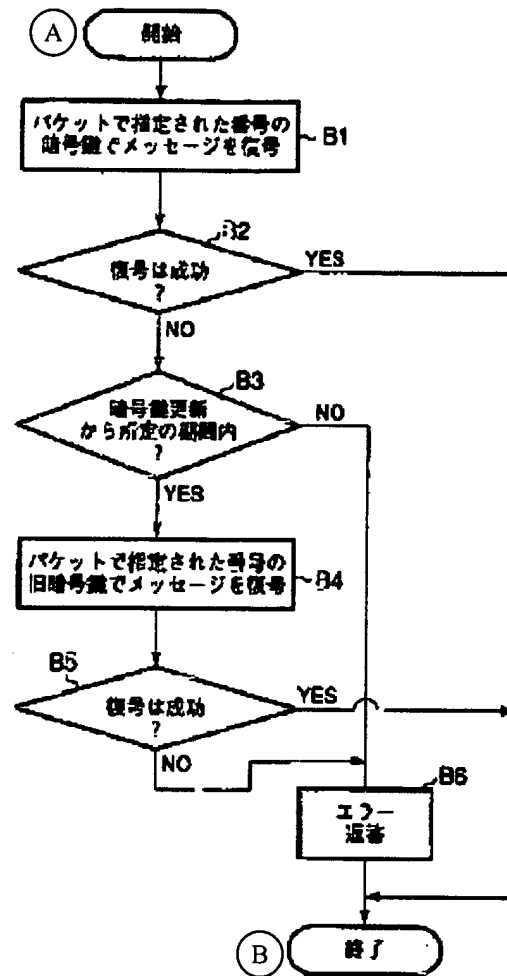 A
開始
パケットで指定された番号の
暗号鍵でメッセージを復号
B1
B2
復号は成功
?
YES
NO
B3
暗号鍵更新
から所定の期間内
?
NO
YES
パケットで指定された番号の
旧暗号鍵でメッセージを復号
B4
B5
復号は成功
?
YES
NO
B6
エラー
返答
B
終了